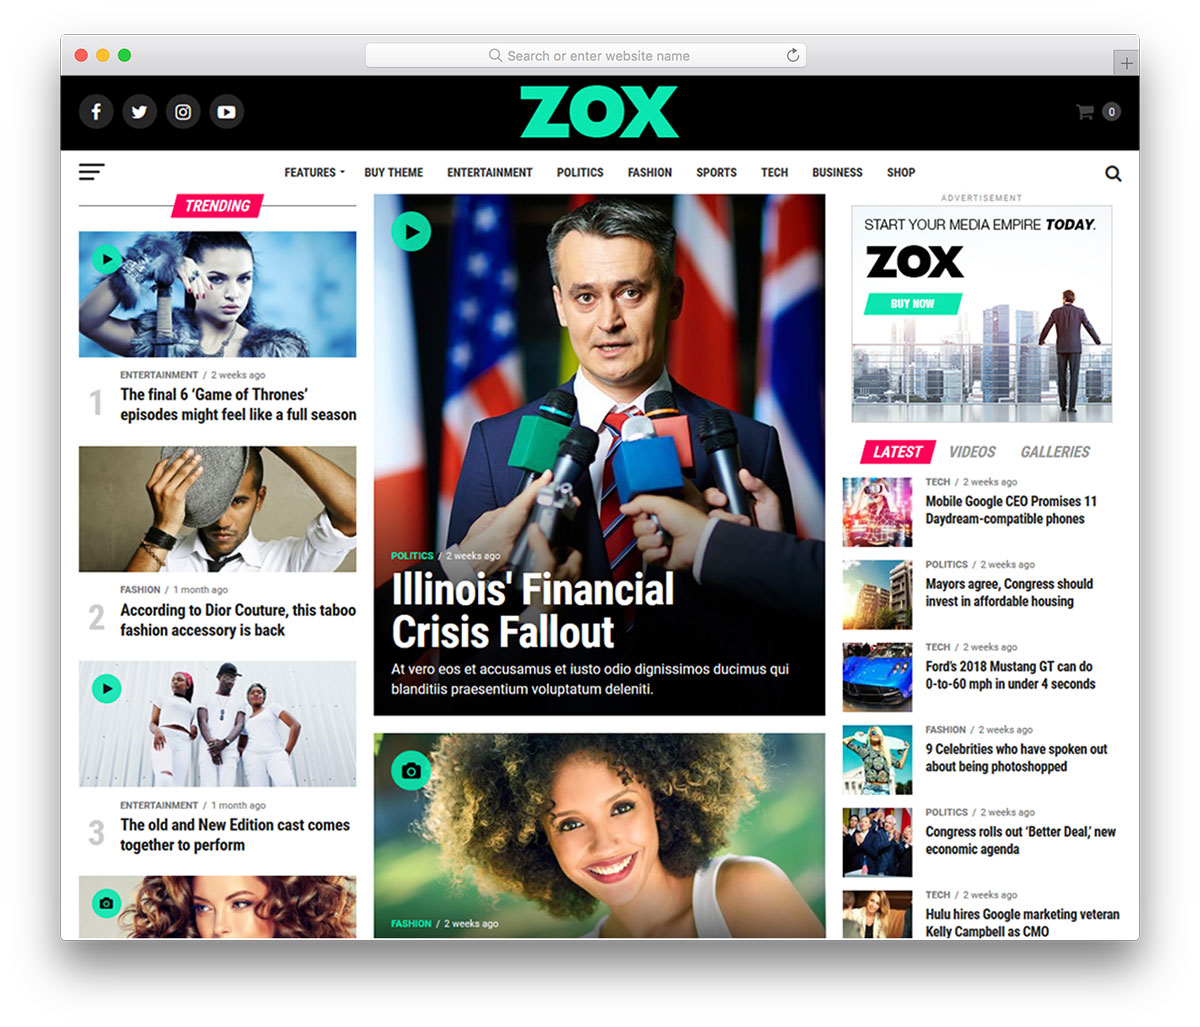 Search or enter website name
ZOX
0
FEATURES
BUY THEME
ENTERTAINMENT
POLITICS
FASHION
SPORTS
TECH
BUSINESS
SHOP
TRENDING
ENTERTAINMENT / 2 weeks ago
1
The final 6 ‘Game of Thrones’
episodes might feel like a full season
FASHION / 1 month ago
2
According to Dior Couture, this taboo
fashion accessory is back
ENTERTAINMENT / 1 month ago
3
The old and New Edition cast comes
together to perform
POLITICS / 2 weeks ago
Illinois' Financial
Crisis Fallout
At vero eos et accusamus et iusto odio dignissimos ducimus qui
blanditiis praesentium voluptatum deleniti.
FASHION / 2 weeks ago
ADVERTISEMENT
START YOUR MEDIA EMPIRE TODAY.
ZOX
BUY NOW
LATEST
VIDEOS
GALLERIES
TECH / 2 weeks ago
Mobile Google CEO Promises 11
Daydream-compatible phones
POLITICS / 2 weeks ago
Mayors agree, Congress should
invest in affordable housing
TECH / 2 weeks ago
Ford’s 2018 Mustang GT can do
0-to-60 mph in under 4 seconds
FASHION / 2 weeks ago
9 Celebrities who have spoken out
about being photoshopped
POLITICS / 2 weeks ago
Congress rolls out ‘Better Deal,’ new
economic agenda
TECH / 2 weeks ago
Hulu hires Google marketing veteran
Kelly Campbell as CMO